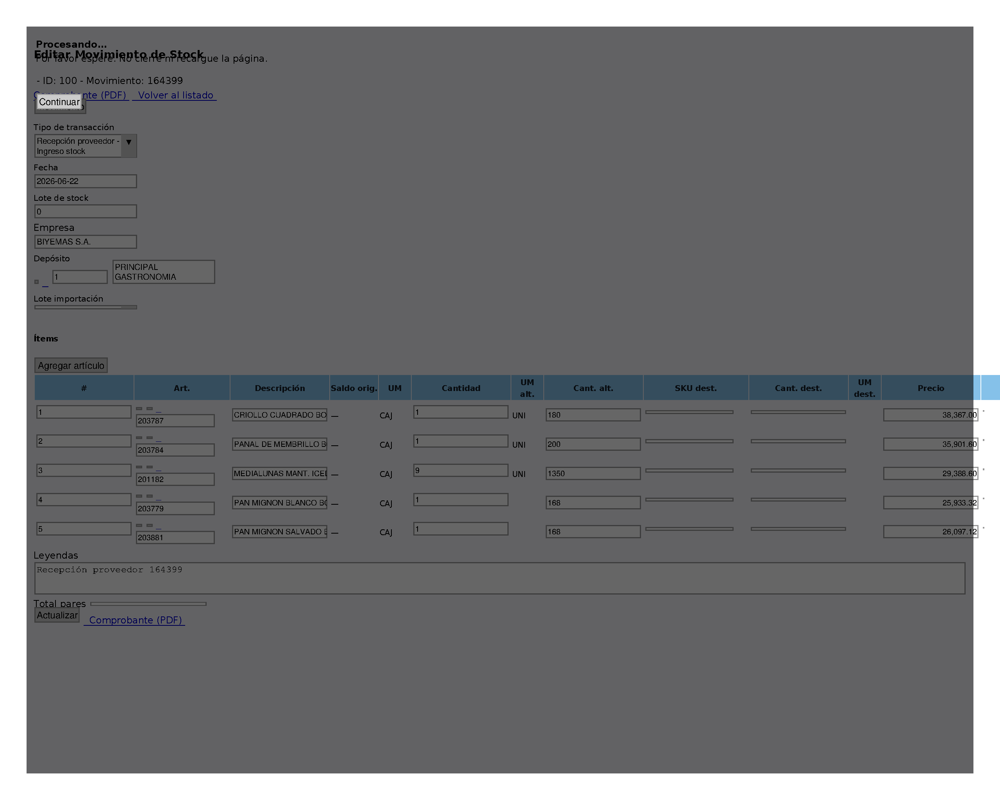 Procesando...
Editar Movimiento de Stock
Por favor espere. No cierre ni recargue la página.
- ID: 100 - Movimiento: 164399
Comprobante (PDF) Volver al listado
Continuar
Tipo de transacción
Recepción proveedor -
Ingreso stock
▼
Fecha
2026-06-22
Lote de stock
0
Empresa
BIYEMAS S.A.
Depósito
1
PRINCIPAL
GASTRONOMIA
Lote importación
Ítems
Agregar artículo
# Art. Descripción Saldo orig. UM Cantidad UM alt. Cant. alt. SKU dest. Cant. dest. UM dest. Precio
1 203787 CRIOLLO CUADRADO BO — CAJ 1 UNI 180 38,367.00
2 203784 PANAL DE MEMBRILLO — CAJ 1 UNI 200 35,901.60
3 201182 MEDIALUNAS MANT. — CAJ 9 UNI 1350 29,388.60
4 203779 PAN MIGNON BLANCO — CAJ 1 168 25,933.32
5 203881 PAN MIGNON SALVADO — CAJ 1 168 26,097.12
Leyendas
Recepción proveedor 164399
Total pares
Actualizar Comprobante (PDF)